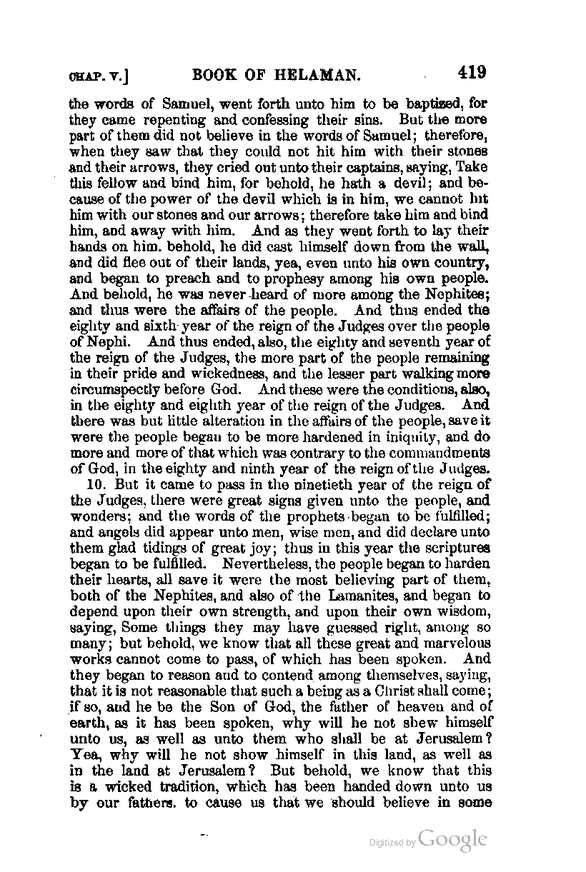 CHAP. V.] BOOK OF HELAMAN. 419
the words of Samuel, went forth unto him to be baptized, for
they came repenting and confessing their sins. But the more
part of them did not believe in the words of Samuel; therefore,
when they saw that they could not hit him with their stones
and their arrows, they cried out unto their captains, saying, Take
this fellow and bind him, for behold, he hath a devil; and be-
cause of the power of the devil which is in him, we cannot hit
him with our stones and our arrows; therefore take him and bind
him, and away with him. And as they went forth to lay their
hands on him. behold, he did cast himself down from the wall,
and did flee out of their lands, yea, even unto his own country,
and began to preach and to prophesy among his own people.
And behold, he was never heard of more among the Nephites;
and thus were the affairs of the people. And thus ended the
eighty and sixth year of the reign of the Judges over the people
of Nephi. And thus ended, also, the eighty and seventh year of
the reign of the Judges, the more part of the people remaining
in their pride and wickedness, and the lesser part walking more
circumspectly before God. And these were the conditions, also,
in the eighty and eighth year of the reign of the Judges. And
there was but little alteration in the affairs of the people, save it
were the people began to be more hardened in iniquity, and do
more and more of that which was contrary to the commandments
of God, in the eighty and ninth year of the reign of the Judges.
10. But it came to pass in the ninetieth year of the reign of
the Judges, there were great signs given unto the people, and
wonders; and the words of the prophets began to be fulfilled;
and angels did appear unto men, wise men, and did declare unto
them glad tidings of great joy; thus in this year the scriptures
began to be fulfilled. Nevertheless, the people began to harden
their hearts, all save it were the most believing part of them,
both of the Nephites, and also of the Lamanites, and began to
depend upon their own strength, and upon their own wisdom,
saying, Some things they may have guessed right, among so
many; but behold, we know that all these great and marvelous
works cannot come to pass, of which has been spoken. And
they began to reason and to contend among themselves, saying,
that it is not reasonable that such a being as a Christ shall come;
if so, and he be the Son of God, the father of heaven and of
earth, as it has been spoken, why will he not shew himself
unto us, as well as unto them who shall be at Jerusalem?
Yea, why will he not show himself in this land, as well as
in the land at Jerusalem? But behold, we know that this
is a wicked tradition, which has been handed down unto us
by our fathers. to cause us that we should believe in some
Digitized by Google